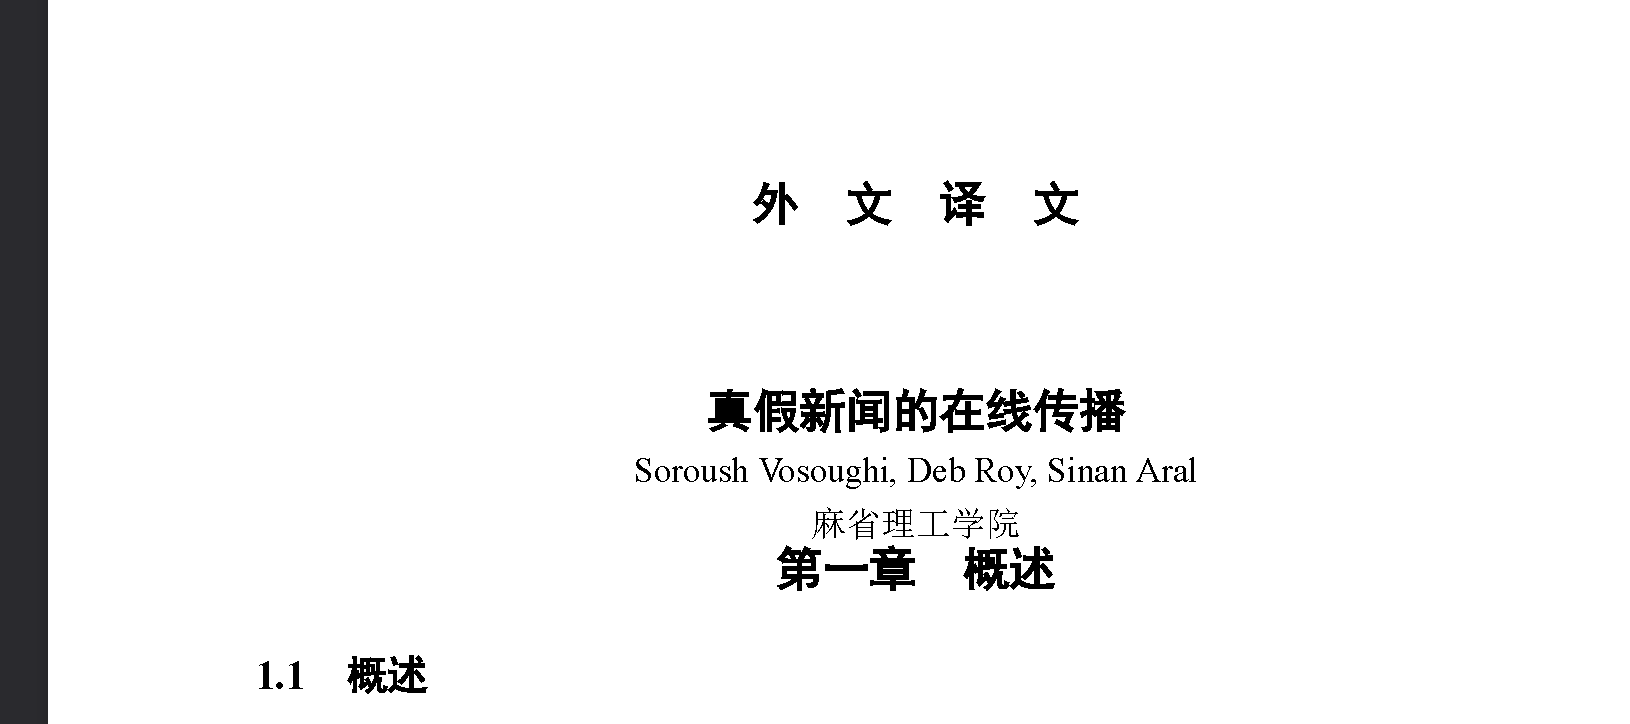 外　文　译　文
真假新闻的在线传播
Soroush Vosoughi, Deb Roy, Sinan Aral
麻省理工学院
第一章　概述
1.1　概述